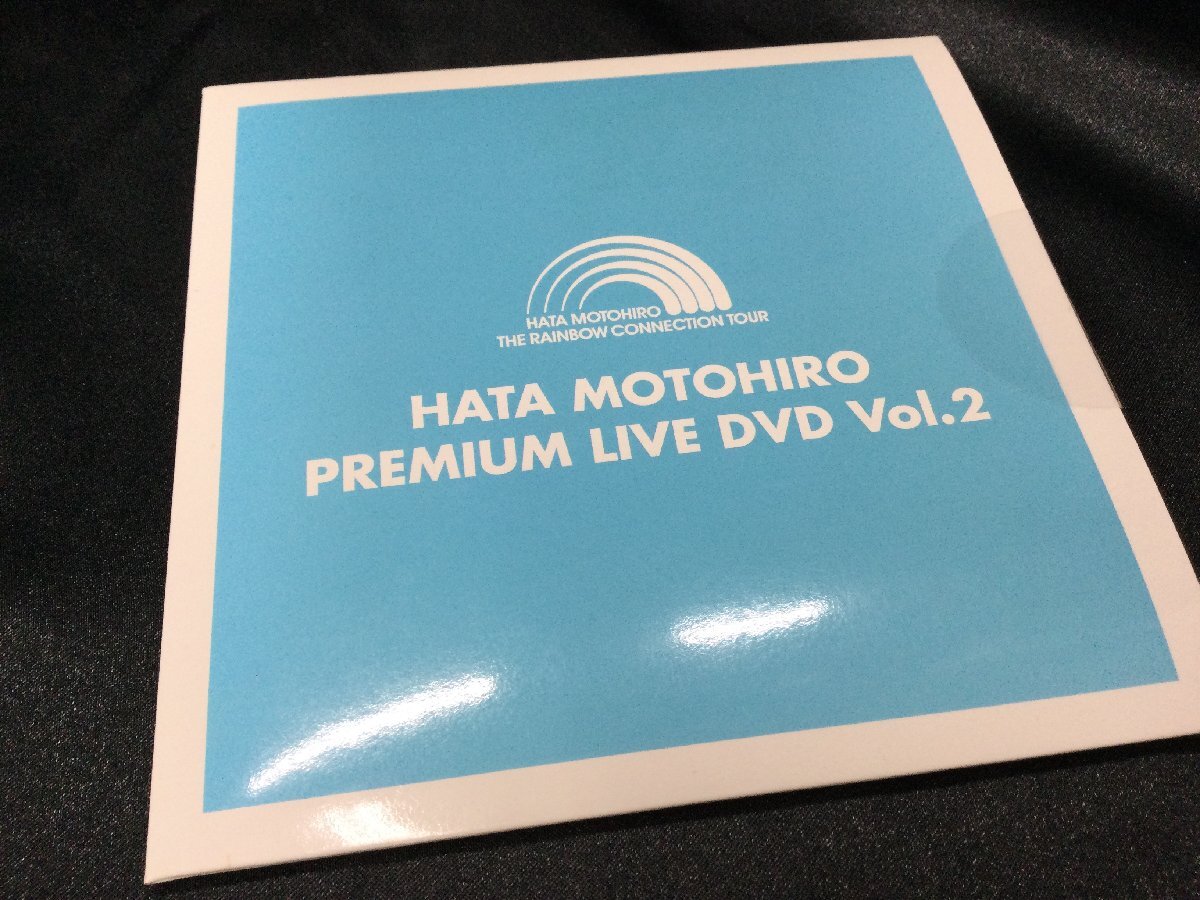 HATA MOTOHIRO
THE RAINBOW CONNECTION TOUR
HATA MOTOHIRO
PREMIUM LIVE DVD Vol.2